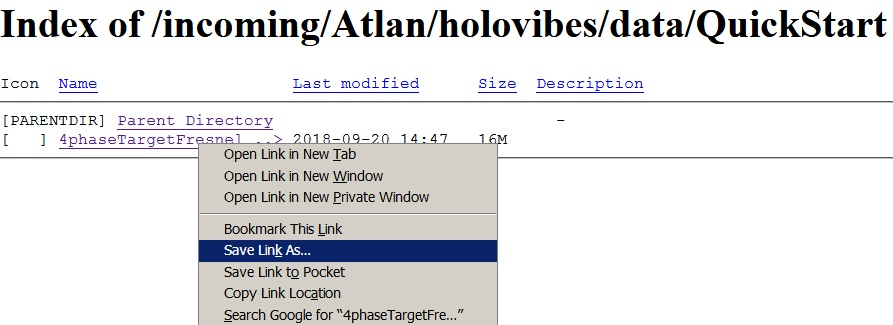 Index of /incoming/Atlan/holovibes/data/QuickStart
Icon Name Last modified Size Description
[PARENTDIR] Parent Directory -
[ ] 4phaseTargetFresnel ..> 2018-09-20 14:47 16M
Open Link in New Tab
Open Link in New Window
Open Link in New Private Window
Bookmark This Link
Save Link As...
Save Link to Pocket
Copy Link Location
Search Google for “4phaseTargetFre...”